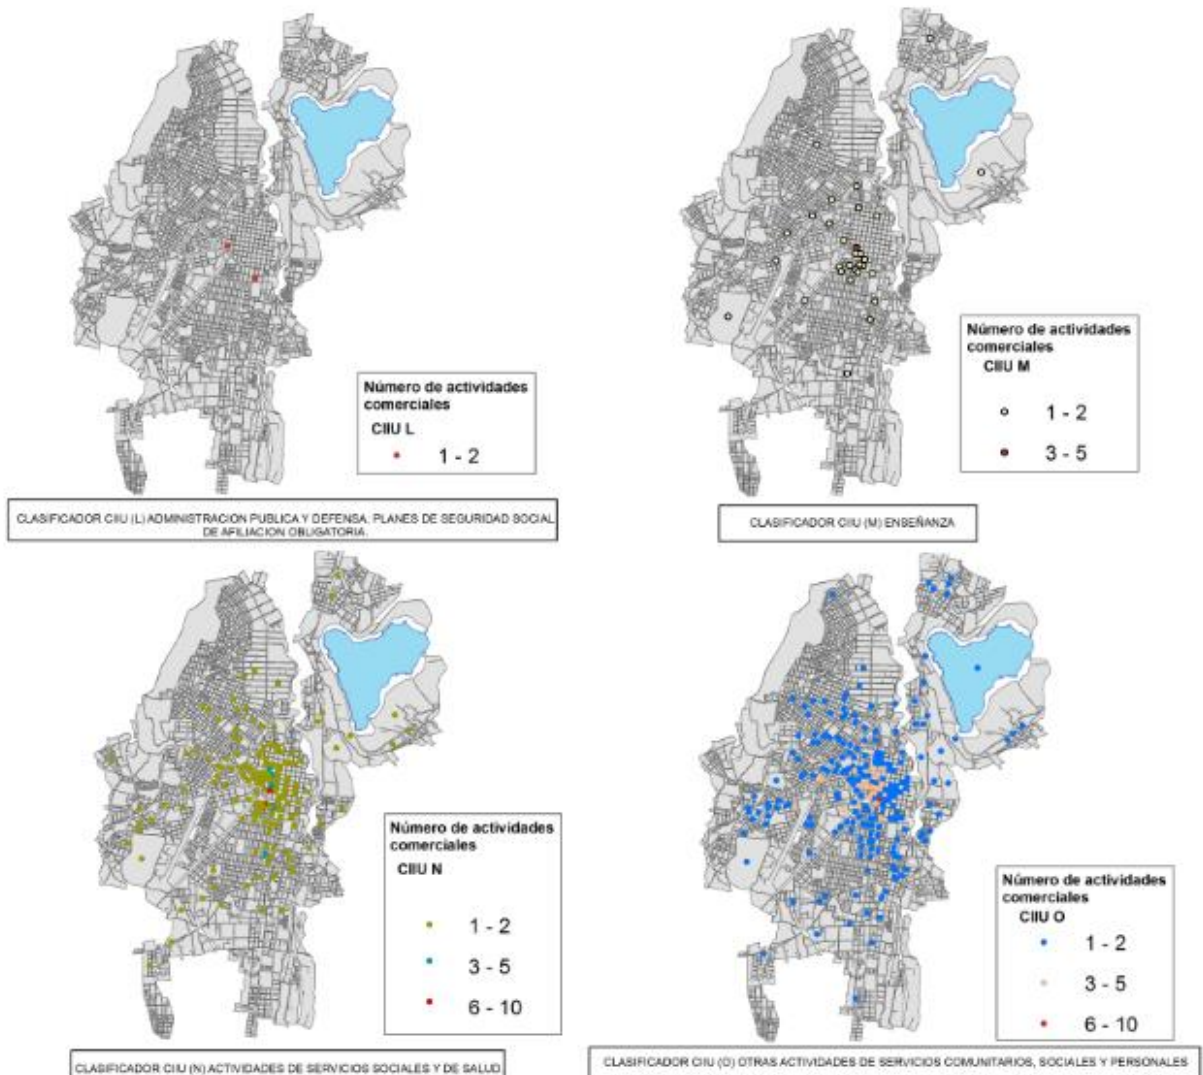 Número de actividades
comerciales
CIIU L
1 - 2
CLASIFICADOR CIIU (L) ADMINISTRACION PUBLICA Y DEFENSA. PLANES DE SEGURIDAD SOCIAL
DE AFILIACION OBLIGATORIA.
Número de actividades
comerciales
CIIU M
1 - 2
3 - 5
CLASIFICADOR CIIU (M) ENSEÑANZA
Número de actividades
comerciales
CIIU N
1 - 2
3 - 5
6 - 10
CLASIFICADOR CIIU (N) ACTIVIDADES DE SERVICIOS SOCIALES Y DE SALUD
Número de actividades
comerciales
CIIU O
1 - 2
3 - 5
6 - 10
CLASIFICADOR CIIU (O) OTRAS ACTIVIDADES DE SERVICIOS COMUNITARIOS, SOCIALES Y PERSONALES